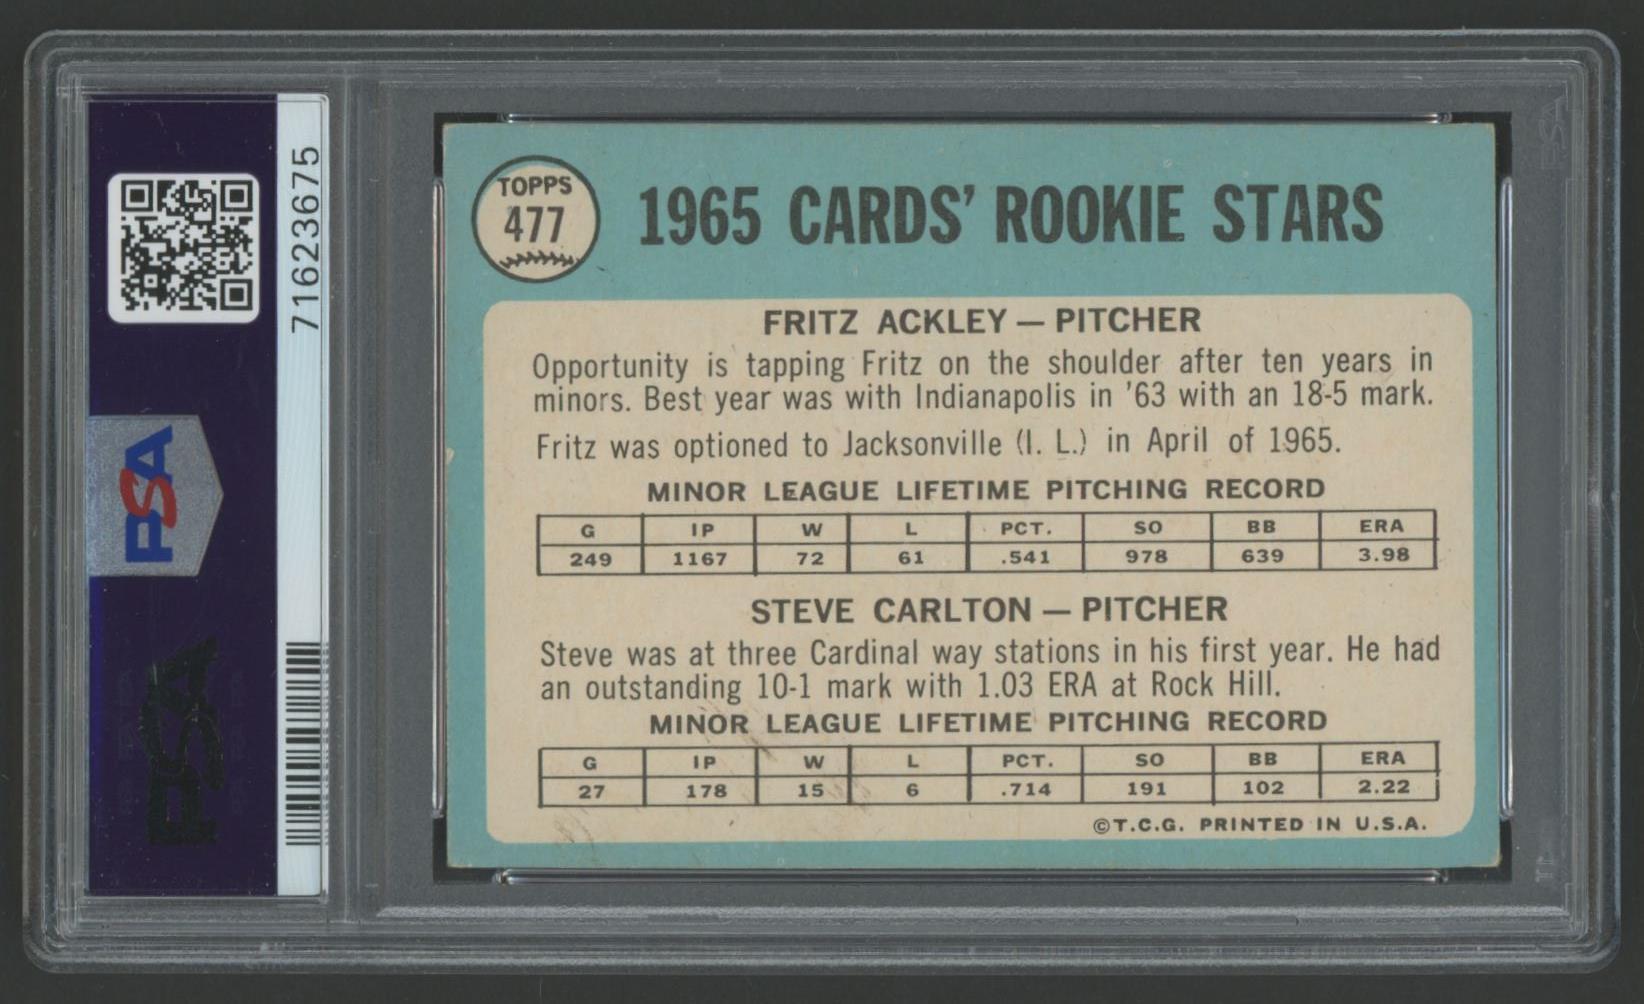 71623675
PSA
PSA
TOPPS
477
1965 CARDS' ROOKIE STARS
FRITZ ACKLEY — PITCHER
Opportunity is tapping Fritz on the shoulder after ten years in
minors. Best year was with Indianapolis in '63 with an 18-5 mark.
Fritz was optioned to Jacksonville (I. L.) in April of 1965.
MINOR LEAGUE LIFETIME PITCHING RECORD
G IP W L PCT. SO BB ERA
249 1167 72 61 .541 978 639 3.98
STEVE CARLTON — PITCHER
Steve was at three Cardinal way stations in his first year. He had
an outstanding 10-1 mark with 1.03 ERA at Rock Hill.
MINOR LEAGUE LIFETIME PITCHING RECORD
G IP W L PCT. SO BB ERA
27 178 15 6 .714 191 102 2.22
©T.C.G. PRINTED IN U.S.A.
PSA